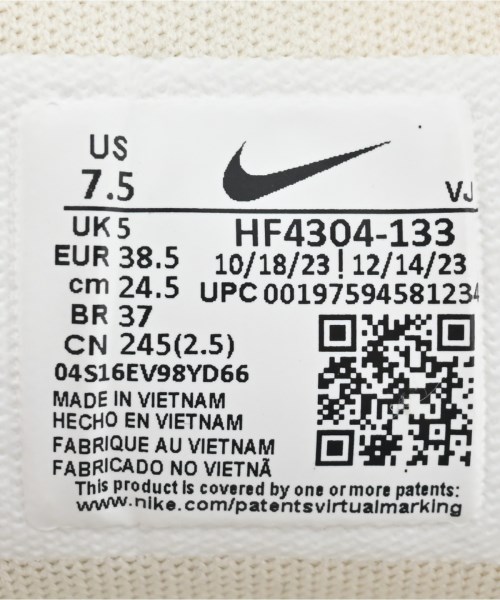 US
7.5
VJ
UK 5
HF4304-133
EUR 38.5
10/18/23 | 12/14/23
cm 24.5
UPC 00197594581234
BR 37
CN 245(2.5)
04S16EV98YD66
MADE IN VIETNAM
HECHO EN VIETNAM
FABRIQUE AU VIETNAM
FABRICADO NO VIETNÃ
This product is covered by one or more patents:
www.nike.com/patentsvirtualmarking